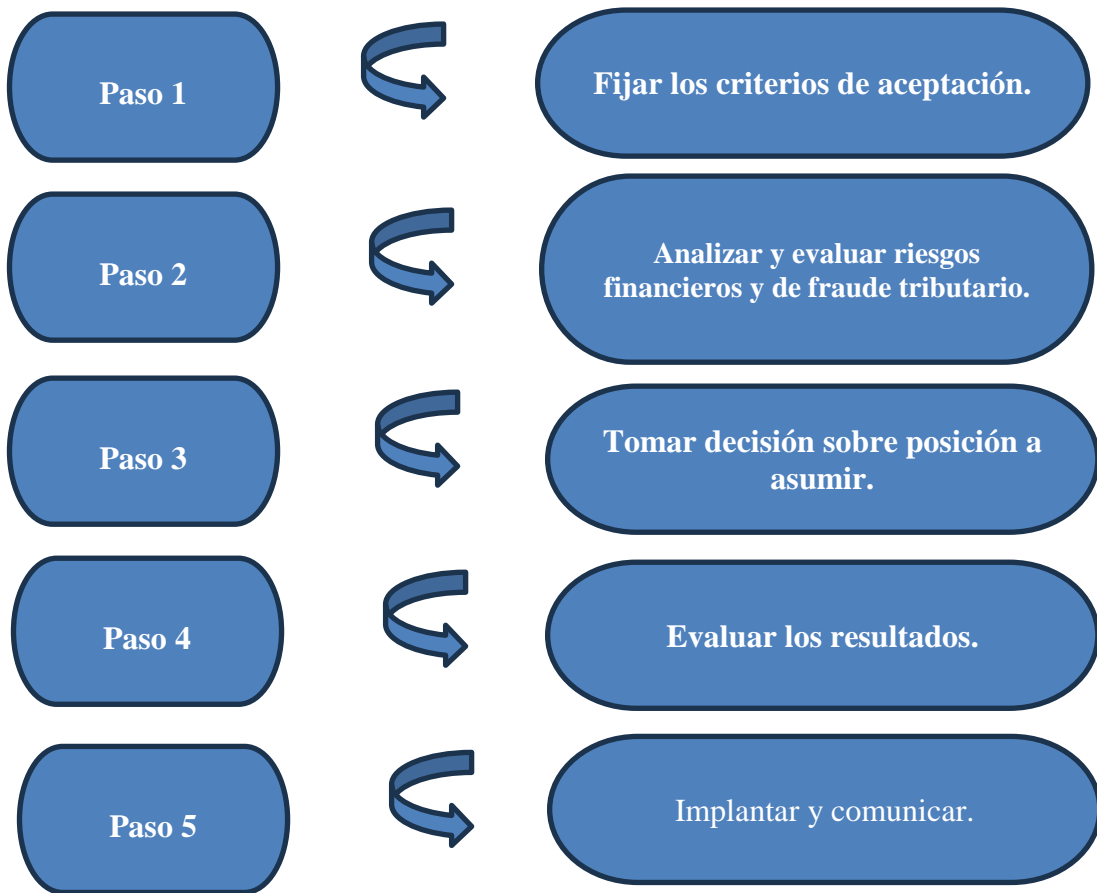 Paso 1
Fijar los criterios de aceptación.
Paso 2
Analizar y evaluar riesgos
financieros y de fraude tributario.
Paso 3
Tomar decisión sobre posición a
asumir.
Paso 4
Evaluar los resultados.
Paso 5
Implantar y comunicar.